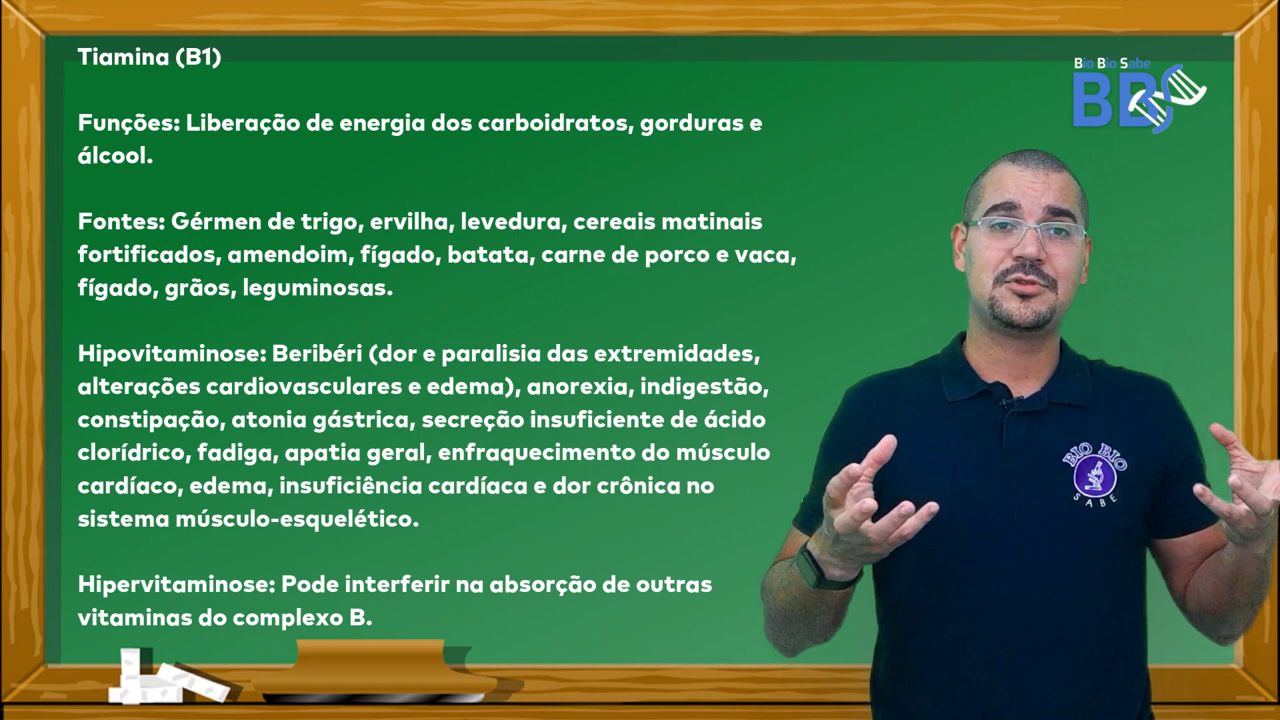 Tiamina (B1)
Funções: Liberação de energia dos carboidratos, gorduras e
álcool.
Fontes: Gérmen de trigo, ervilha, levedura, cereais matinais
fortificados, amendoim, fígado, batata, carne de porco e vaca,
fígado, grãos, leguminosas.
Hipovitaminose: Beribéri (dor e paralisia das extremidades,
alterações cardiovasculares e edema), anorexia, indigestão,
constipação, atonia gástrica, secreção insuficiente de ácido
clorídrico, fadiga, apatia geral, enfraquecimento do músculo
cardíaco, edema, insuficiência cardíaca e dor crônica no
sistema músculo-esquelético.
Hipervitaminose: Pode interferir na absorção de outras
vitaminas do complexo B.
Bio Bio Sabe
BBS
BIO BIO
SABE